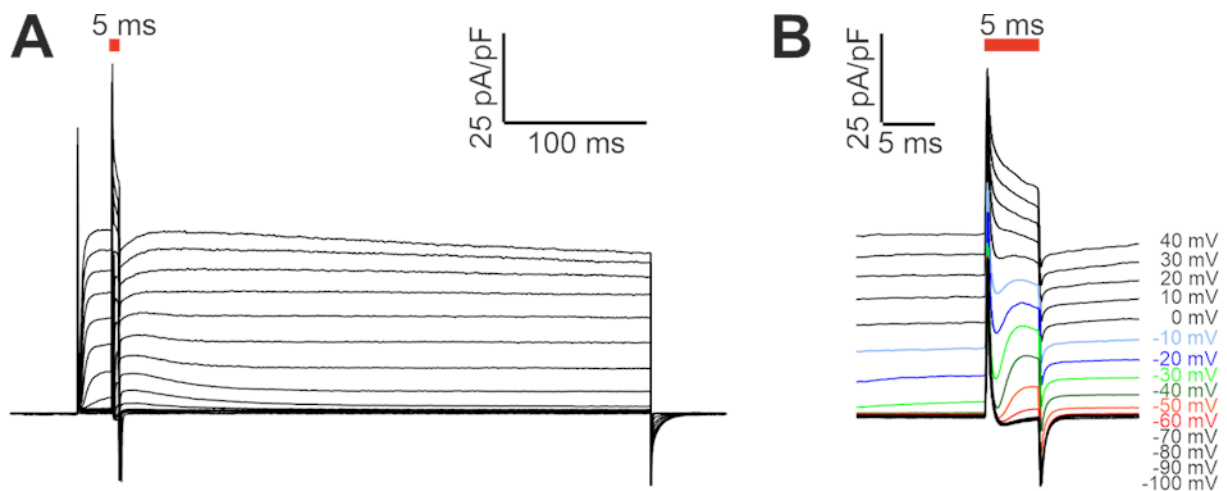 A
5 ms
25 pA/pF
100 ms
B
5 ms
25 pA/pF
5 ms
40 mV
30 mV
20 mV
10 mV
0 mV
-10 mV
-20 mV
-30 mV
-40 mV
-50 mV
-60 mV
-70 mV
-80 mV
-90 mV
-100 mV